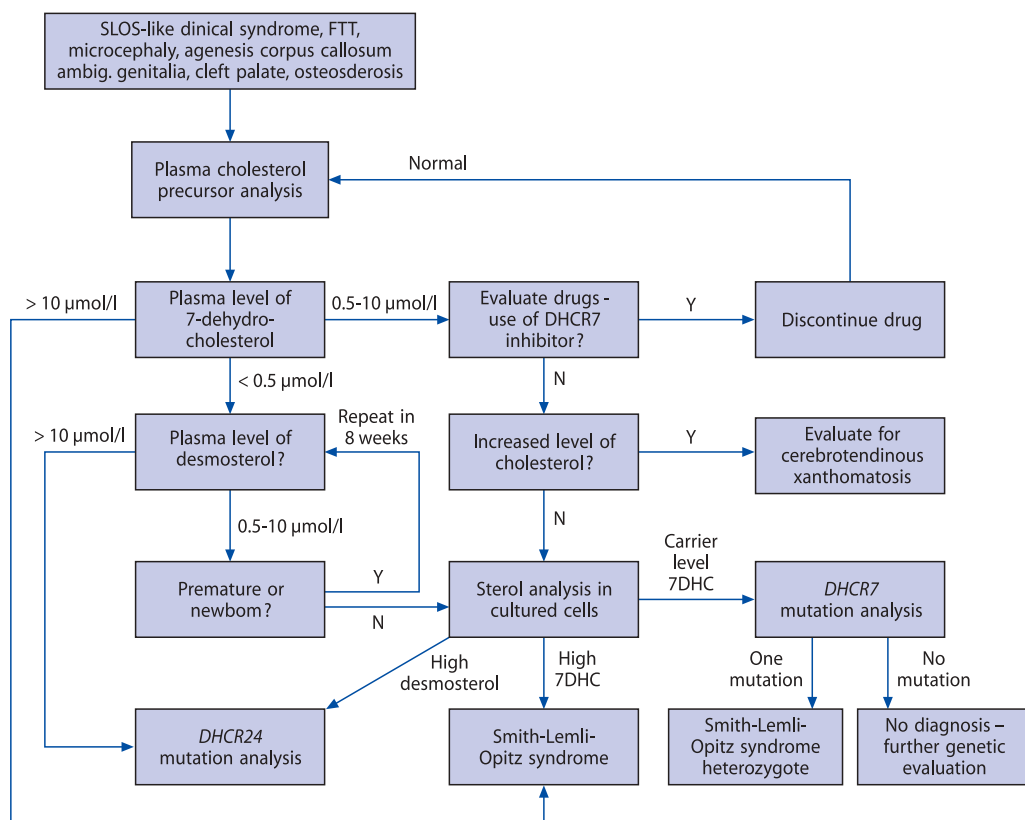 SLOS-like dinical syndrome, FTT,
microcephaly, agenesis corpus callosum
ambig. genitalia, cleft palate, osteosderosis
Normal
Plasma cholesterol
precursor analysis
> 10 µmol/l
Plasma level of
7-dehydro-
cholesterol
0.5-10 µmol/l
Evaluate drugs -
use of DHCR7
inhibitor?
Y
Discontinue drug
< 0.5 µmol/l
N
> 10 µmol/l
Plasma level of
desmosterol?
Repeat in
8 weeks
Increased level of
cholesterol?
Y
Evaluate for
cerebrotendinous
xanthomatosis
0.5-10 µmol/l
N
Premature or
newbom?
Y
N
Sterol analysis in
cultured cells
Carrier
level
7DHC
DHCR7
mutation analysis
High
desmosterol
High
7DHC
One
mutation
No
mutation
DHCR24
mutation analysis
Smith-Lemli-
Opitz syndrome
Smith-Lemli-
Opitz syndrome
heterozygote
No diagnosis –
further genetic
evaluation